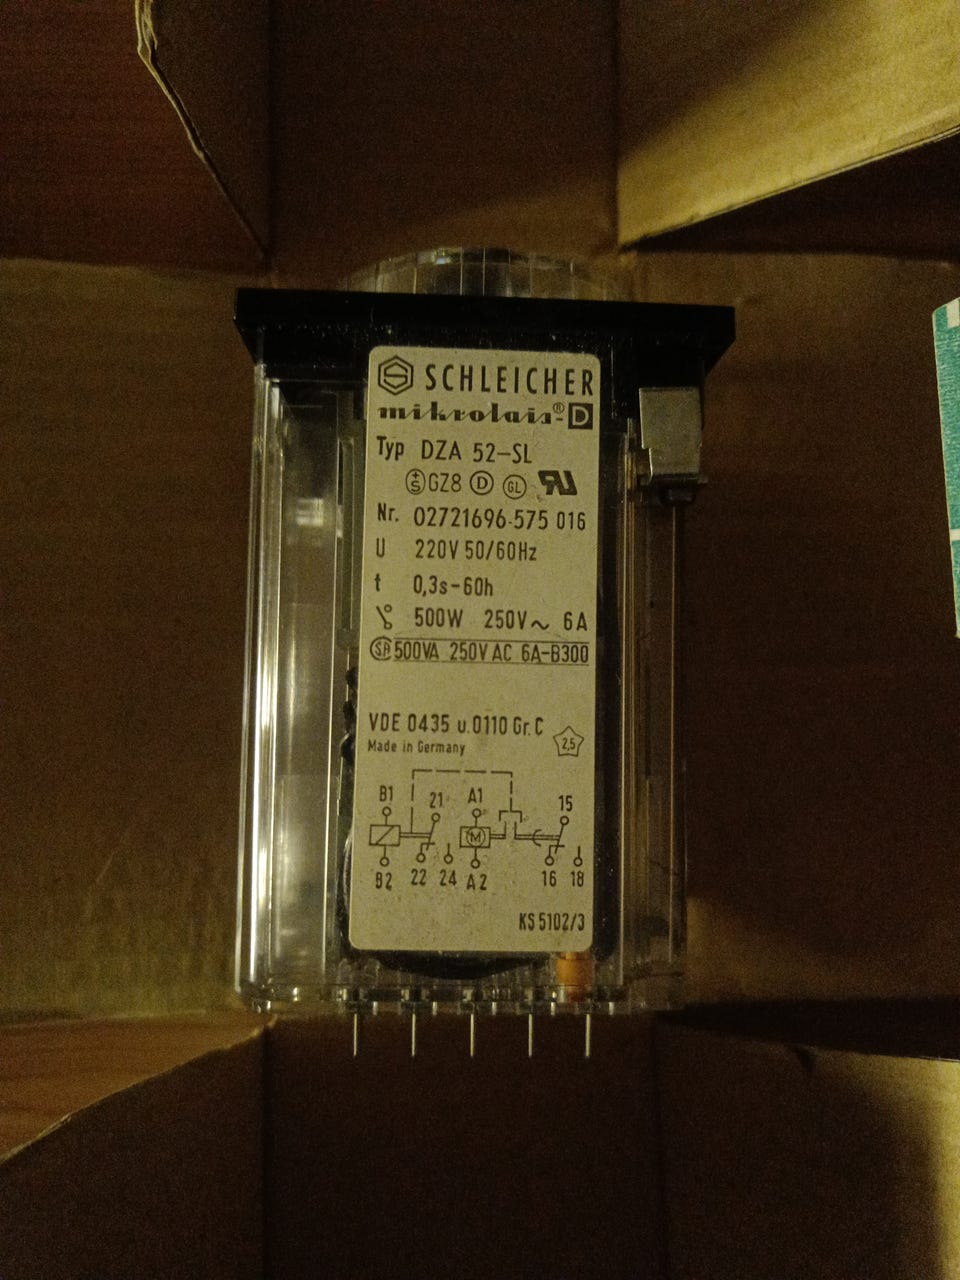 SCHLEICHER
mikrolais®-D
Typ DZA 52-SL
GZ8 D GL
Nr. 02721696-575 016
U 220V 50/60Hz
t 0,3s-60h
500W 250V~ 6A
500VA 250V AC 6A-B300
VDE 0435 u.0110 Gr.C
Made in Germany
2,5
B1 21 A1 15
M
B2 22 24 A2 16 18
KS 5102/3